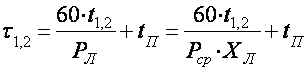 τ1,2 = 60·t1,2 / PЛ + tП = 60·t1,2 / Pср·XЛ + tП